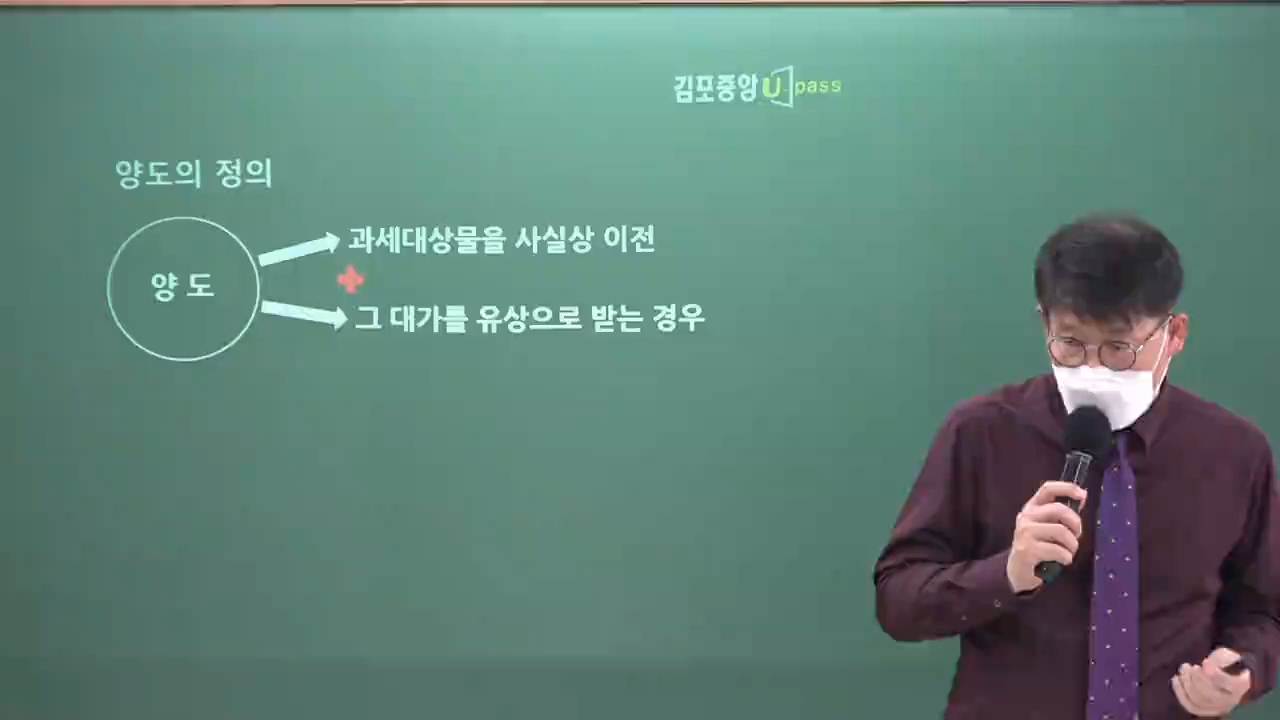 김포중앙 U pass
양도의 정의
과세대상물을 사실상 이전
양 도
그 대가를 유상으로 받는 경우